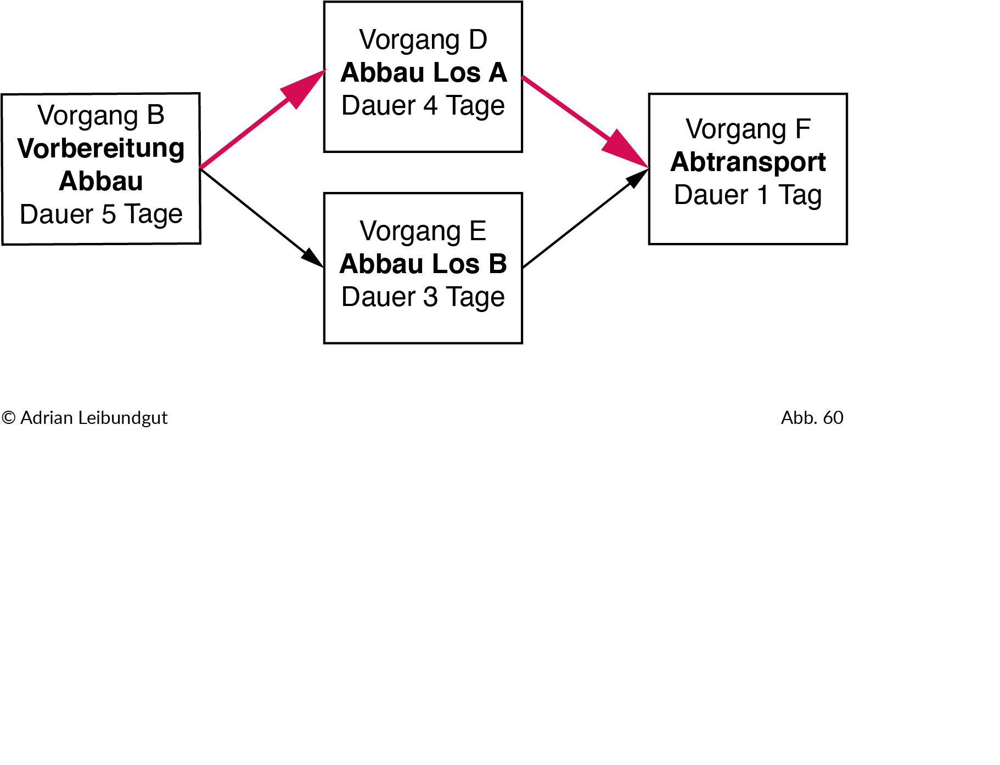 Vorgang B
Vorbereitung
Abbau
Dauer 5 Tage
Vorgang D
Abbau Los A
Dauer 4 Tage
Vorgang E
Abbau Los B
Dauer 3 Tage
Vorgang F
Abtransport
Dauer 1 Tag
© Adrian Leibundgut
Abb. 60